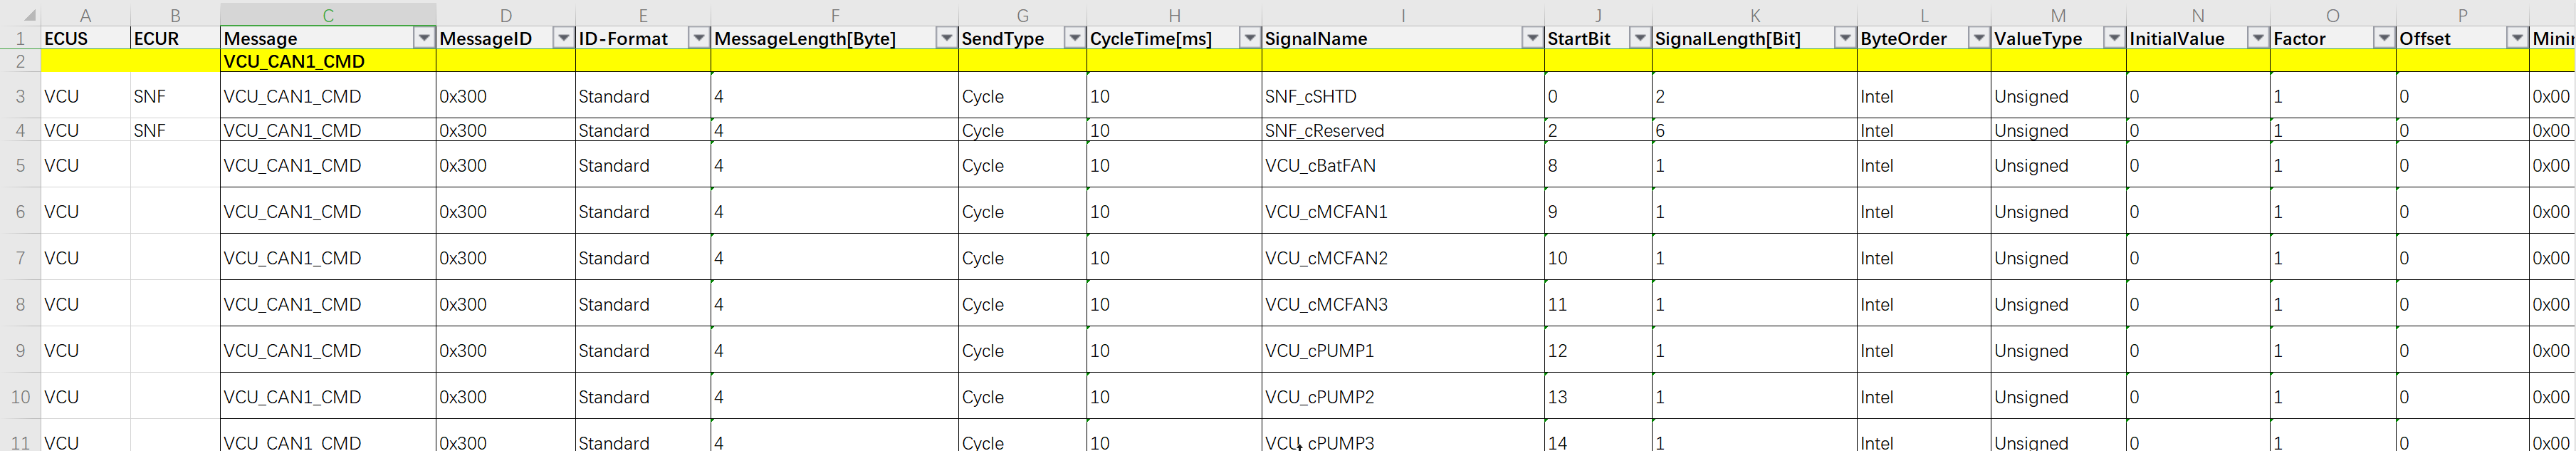 A B C D E F G H I J K L M N O P
1 ECUS ECUR Message MessageID ID-Format MessageLength[Byte] SendType CycleTime[ms] SignalName StartBit SignalLength[Bit] ByteOrder ValueType InitialValue Factor Offset
2 VCU_CAN1_CMD
3 VCU SNF VCU_CAN1_CMD 0x300 Standard 4 Cycle 10 SNF_cSHTD 0 2 Intel Unsigned 0 1 0 0x00
4 VCU SNF VCU_CAN1_CMD 0x300 Standard 4 Cycle 10 SNF_cReserved 2 6 Intel Unsigned 0 1 0 0x00
5 VCU VCU_CAN1_CMD 0x300 Standard 4 Cycle 10 VCU_cBatFAN 8 1 Intel Unsigned 0 1 0 0x00
6 VCU VCU_CAN1_CMD 0x300 Standard 4 Cycle 10 VCU_cMCFAN1 9 1 Intel Unsigned 0 1 0 0x00
7 VCU VCU_CAN1_CMD 0x300 Standard 4 Cycle 10 VCU_cMCFAN2 10 1 Intel Unsigned 0 1 0 0x00
8 VCU VCU_CAN1_CMD 0x300 Standard 4 Cycle 10 VCU_cMCFAN3 11 1 Intel Unsigned 0 1 0 0x00
9 VCU VCU_CAN1_CMD 0x300 Standard 4 Cycle 10 VCU_cPUMP1 12 1 Intel Unsigned 0 1 0 0x00
10 VCU VCU_CAN1_CMD 0x300 Standard 4 Cycle 10 VCU_cPUMP2 13 1 Intel Unsigned 0 1 0 0x00
11 VCU VCU_CAN1_CMD 0x300 Standard 4 Cycle 10 VCU_cPUMP3 14 1 Intel Unsigned 0 1 0 0x00